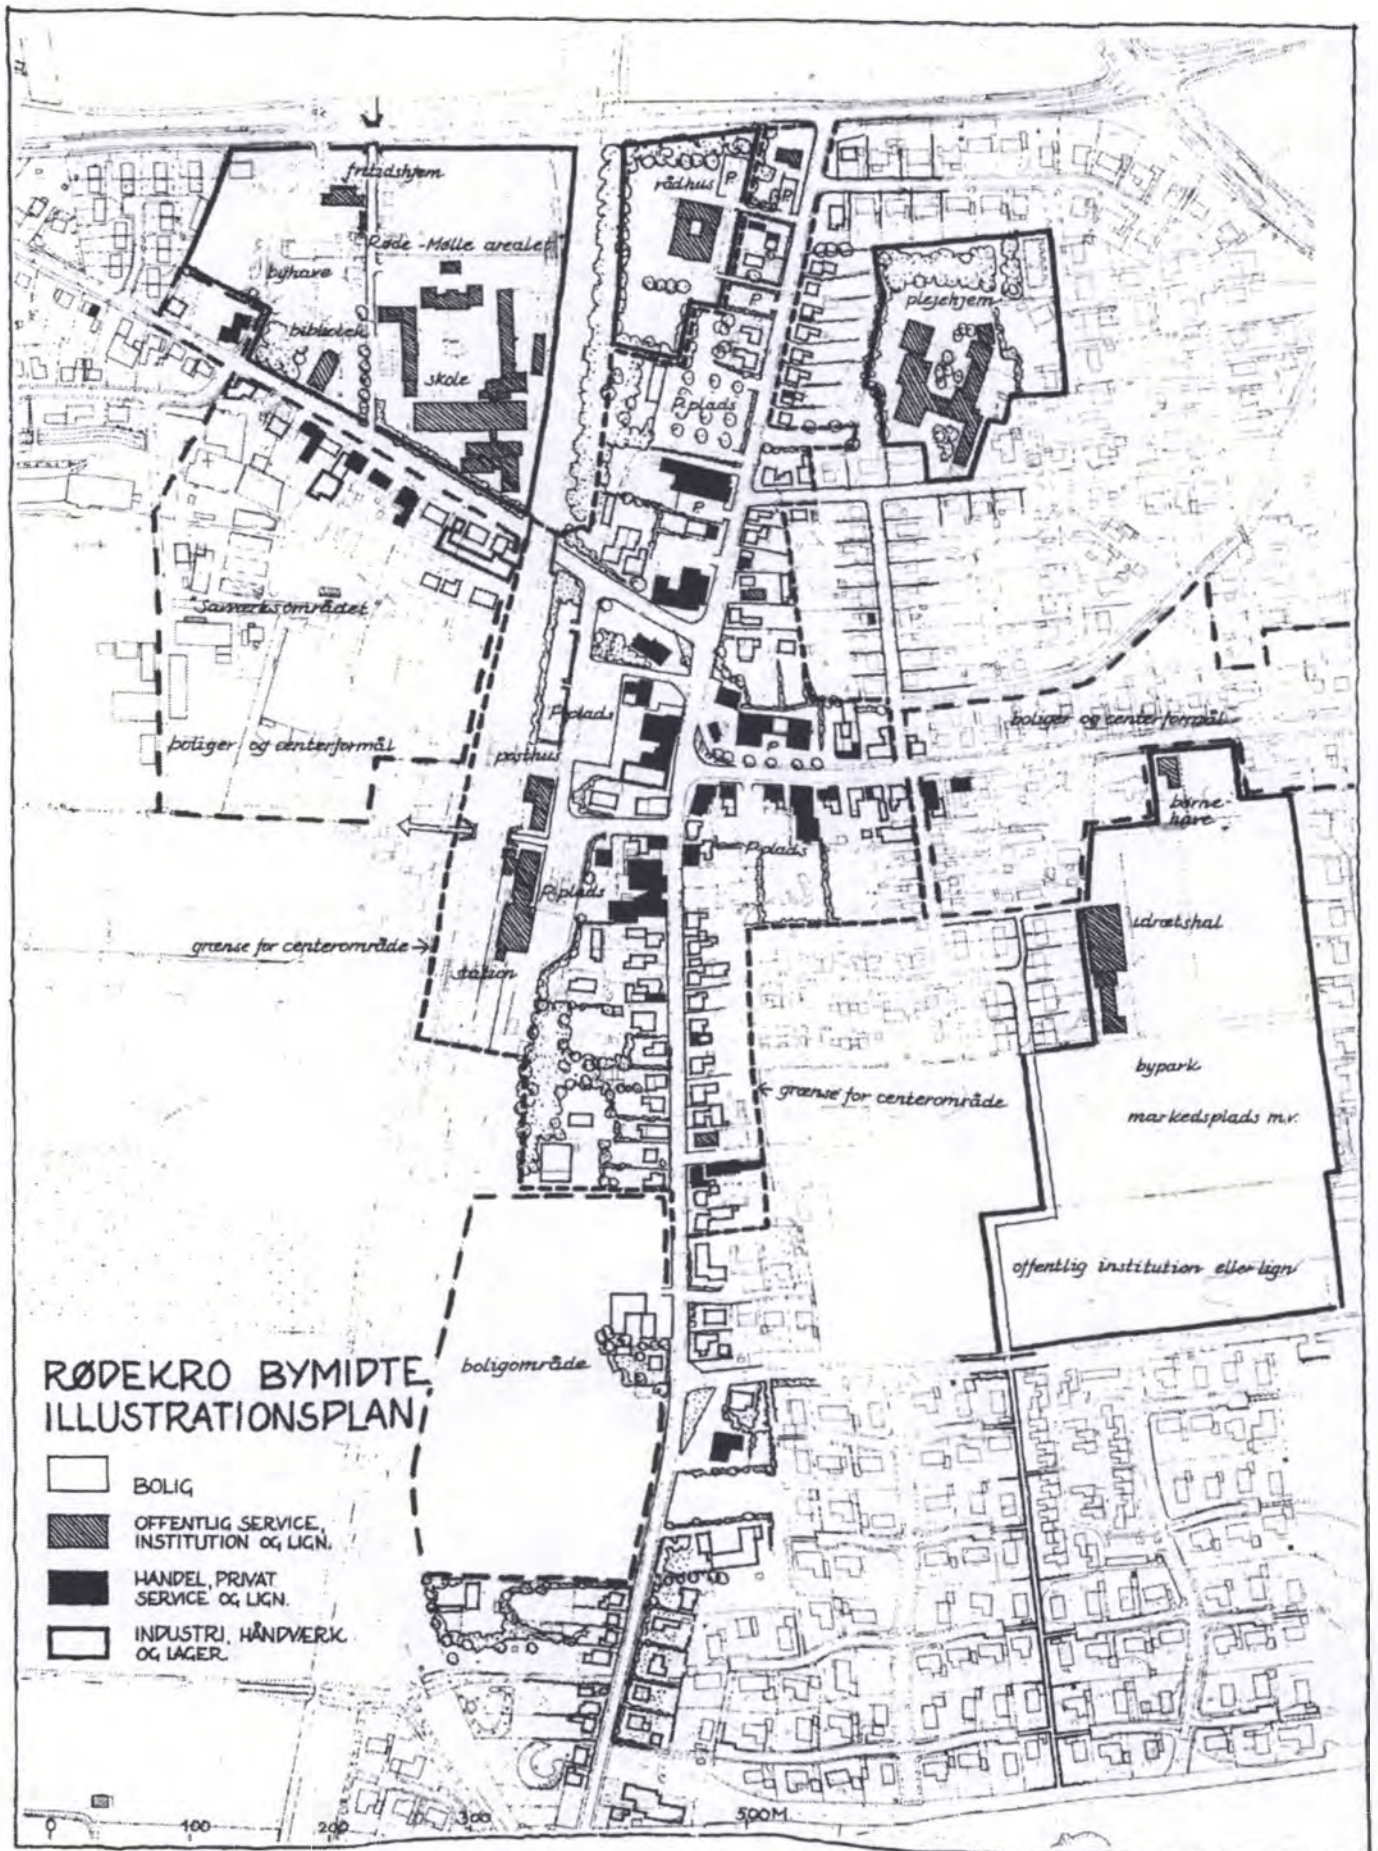 fritidshjem
rådhus
P
P
"Røde-Mølle arealet"
byhave
plejehjem
P
bibliotek
skole
P.plads
P
"Savværksområdet"
P.plads
boliger og centerformål
boliger og centerformål
posthus
P
børne-
have
P.plads
P.plads
idrætshal
grænse for centerområde
station
bypark
grænse for centerområde
markedsplads m.v.
offentlig institution eller lign
boligområde
RØDEKRO BYMIDTE
ILLUSTRATIONSPLAN
BOLIG
OFFENTLIG SERVICE,
INSTITUTION OG LIGN.
HANDEL, PRIVAT
SERVICE OG LIGN.
INDUSTRI, HÅNDVÆRK
OG LAGER
0 100 200 300 500M